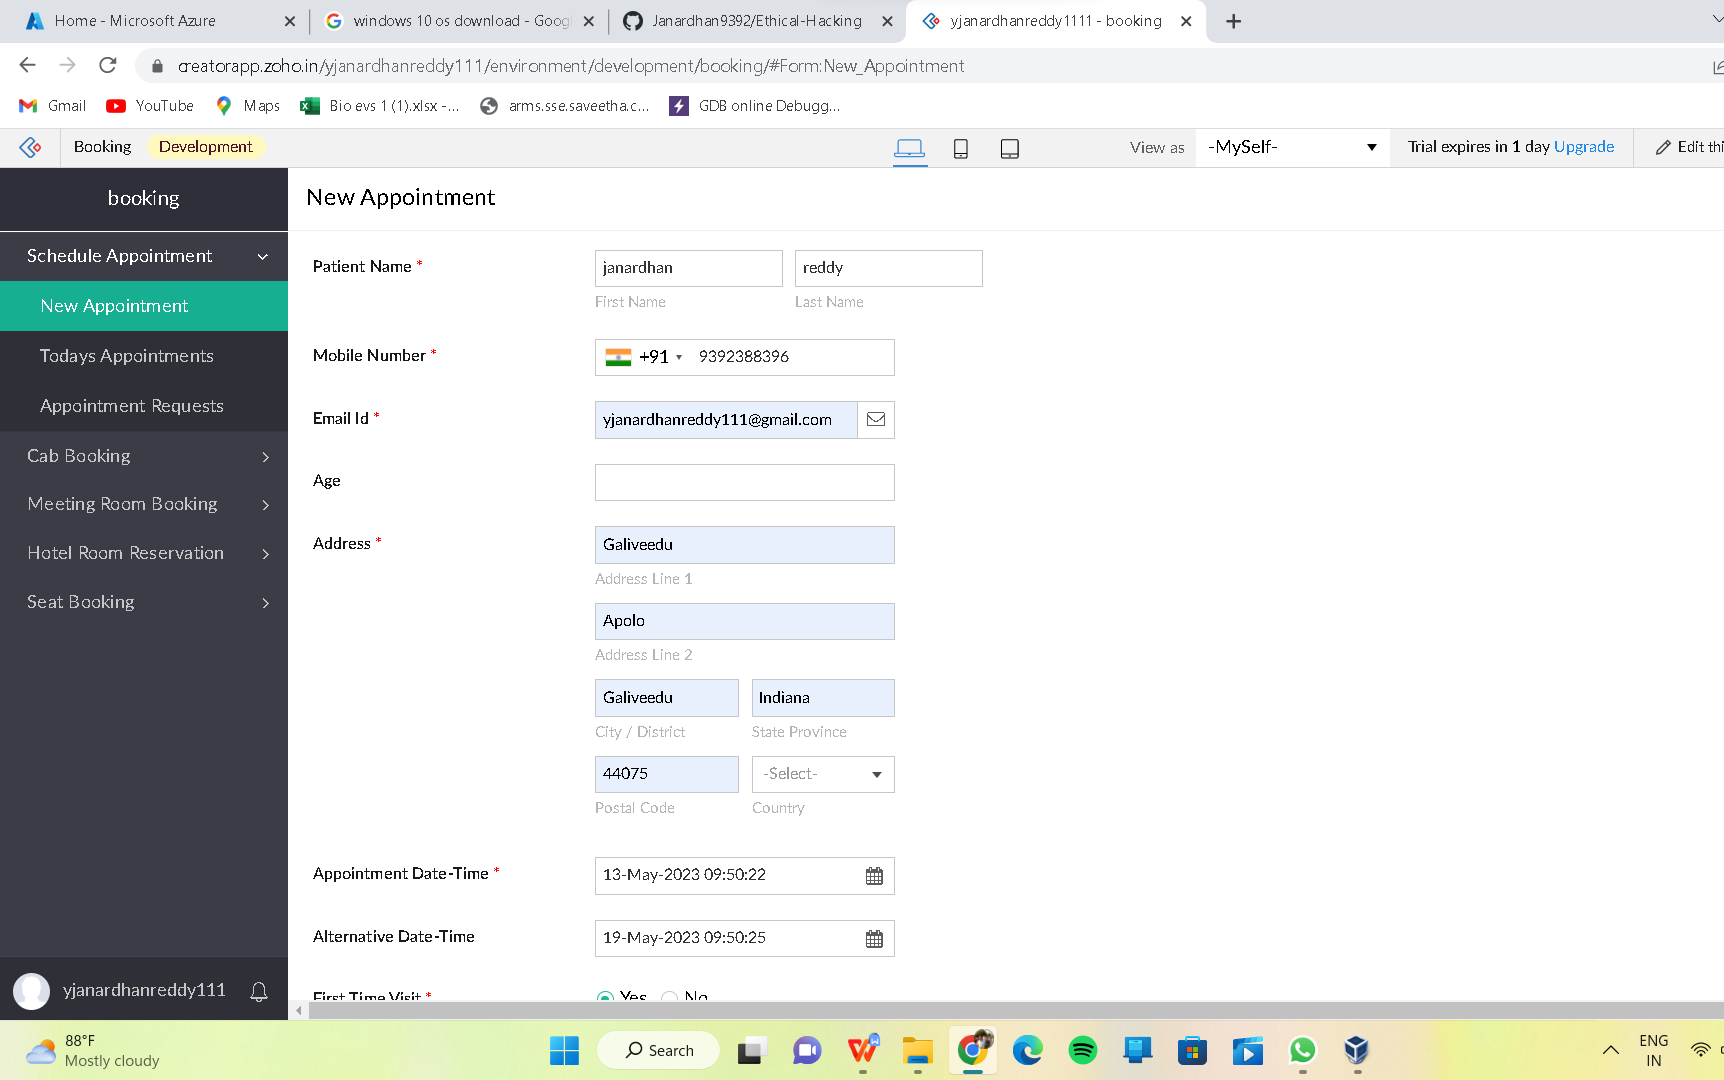 Home - Microsoft Azure
windows 10 os download - Goog
Janardhan9392/Ethical-Hacking
yjanardhanreddy1111 - booking
creatorapp.zoho.in/yjanardhanreddy111/environment/development/booking/#Form:New_Appointment
Gmail
YouTube
Maps
Bio evs 1 (1).xlsx -...
arms.sse.saveetha.c...
GDB online Debugg...
Booking
Development
View as
-MySelf-
Trial expires in 1 day Upgrade
Edit thi
booking
Schedule Appointment
New Appointment
Todays Appointments
Appointment Requests
Cab Booking
Meeting Room Booking
Hotel Room Reservation
Seat Booking
yjanardhanreddy111
New Appointment
Patient Name *
janardhan
reddy
First Name
Last Name
Mobile Number *
+91
9392388396
Email Id *
yjanardhanreddy111@gmail.com
Age
Address *
Galiveedu
Address Line 1
Apolo
Address Line 2
Galiveedu
Indiana
City / District
State Province
44075
-Select-
Postal Code
Country
Appointment Date-Time *
13-May-2023 09:50:22
Alternative Date-Time
19-May-2023 09:50:25
First Time Visit *
Yes
No
88°F
Mostly cloudy
Search
ENG
IN